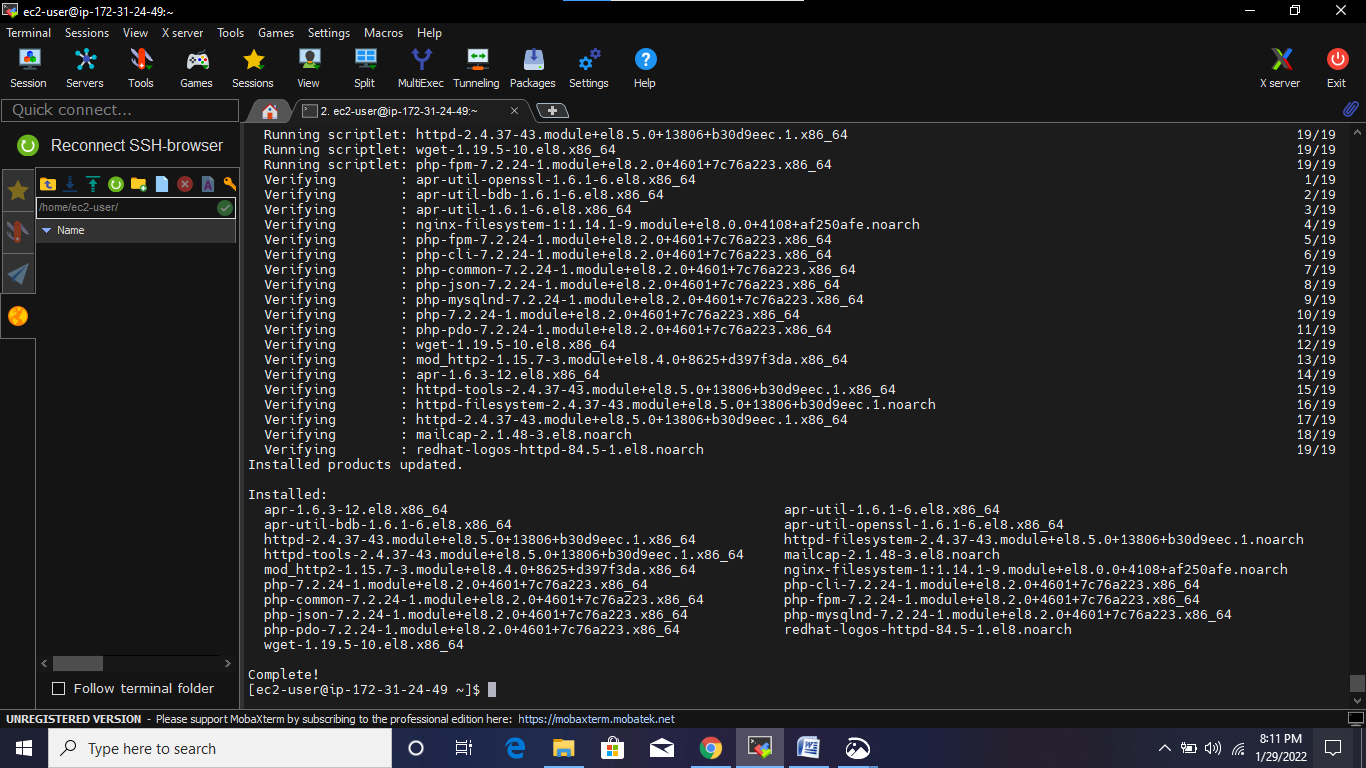 ec2-user@ip-172-31-24-49:~
Terminal Sessions View X server Tools Games Settings Macros Help
Session Servers Tools Games Sessions View Split MultiExec Tunneling Packages Settings Help X server Exit
Quick connect...
2. ec2-user@ip-172-31-24-49:~
Reconnect SSH-browser
/home/ec2-user/
Name
Running scriptlet: httpd-2.4.37-43.module+el8.5.0+13806+b30d9eec.1.x86_64 19/19
Running scriptlet: wget-1.19.5-10.el8.x86_64 19/19
Running scriptlet: php-fpm-7.2.24-1.module+el8.2.0+4601+7c76a223.x86_64 19/19
Verifying : apr-util-openssl-1.6.1-6.el8.x86_64 1/19
Verifying : apr-util-bdb-1.6.1-6.el8.x86_64 2/19
Verifying : apr-util-1.6.1-6.el8.x86_64 3/19
Verifying : nginx-filesystem-1:1.14.1-9.module+el8.0.0+4108+af250afe.noarch 4/19
Verifying : php-fpm-7.2.24-1.module+el8.2.0+4601+7c76a223.x86_64 5/19
Verifying : php-cli-7.2.24-1.module+el8.2.0+4601+7c76a223.x86_64 6/19
Verifying : php-common-7.2.24-1.module+el8.2.0+4601+7c76a223.x86_64 7/19
Verifying : php-json-7.2.24-1.module+el8.2.0+4601+7c76a223.x86_64 8/19
Verifying : php-mysqlnd-7.2.24-1.module+el8.2.0+4601+7c76a223.x86_64 9/19
Verifying : php-7.2.24-1.module+el8.2.0+4601+7c76a223.x86_64 10/19
Verifying : php-pdo-7.2.24-1.module+el8.2.0+4601+7c76a223.x86_64 11/19
Verifying : wget-1.19.5-10.el8.x86_64 12/19
Verifying : mod_http2-1.15.7-3.module+el8.4.0+8625+d397f3da.x86_64 13/19
Verifying : apr-1.6.3-12.el8.x86_64 14/19
Verifying : httpd-tools-2.4.37-43.module+el8.5.0+13806+b30d9eec.1.x86_64 15/19
Verifying : httpd-filesystem-2.4.37-43.module+el8.5.0+13806+b30d9eec.1.noarch 16/19
Verifying : httpd-2.4.37-43.module+el8.5.0+13806+b30d9eec.1.x86_64 17/19
Verifying : mailcap-2.1.48-3.el8.noarch 18/19
Verifying : redhat-logos-httpd-84.5-1.el8.noarch 19/19
Installed products updated.
Installed:
apr-1.6.3-12.el8.x86_64 apr-util-1.6.1-6.el8.x86_64
apr-util-bdb-1.6.1-6.el8.x86_64 apr-util-openssl-1.6.1-6.el8.x86_64
httpd-2.4.37-43.module+el8.5.0+13806+b30d9eec.1.x86_64 httpd-filesystem-2.4.37-43.module+el8.5.0+13806+b30d9eec.1.noarch
httpd-tools-2.4.37-43.module+el8.5.0+13806+b30d9eec.1.x86_64 mailcap-2.1.48-3.el8.noarch
mod_http2-1.15.7-3.module+el8.4.0+8625+d397f3da.x86_64 nginx-filesystem-1:1.14.1-9.module+el8.0.0+4108+af250afe.noarch
php-7.2.24-1.module+el8.2.0+4601+7c76a223.x86_64 php-cli-7.2.24-1.module+el8.2.0+4601+7c76a223.x86_64
php-common-7.2.24-1.module+el8.2.0+4601+7c76a223.x86_64 php-fpm-7.2.24-1.module+el8.2.0+4601+7c76a223.x86_64
php-json-7.2.24-1.module+el8.2.0+4601+7c76a223.x86_64 php-mysqlnd-7.2.24-1.module+el8.2.0+4601+7c76a223.x86_64
php-pdo-7.2.24-1.module+el8.2.0+4601+7c76a223.x86_64 redhat-logos-httpd-84.5-1.el8.noarch
wget-1.19.5-10.el8.x86_64
Complete!
[ec2-user@ip-172-31-24-49 ~]$
Follow terminal folder
UNREGISTERED VERSION - Please support MobaXterm by subscribing to the professional edition here: https://mobaxterm.mobatek.net
Type here to search
8:11 PM
1/29/2022